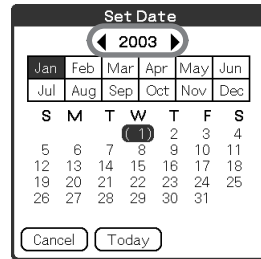 Set Date
2003
Jan Feb Mar Apr May Jun
Jul Aug Sep Oct Nov Dec
S M T W T F S
( 1) 2 3 4
5 6 7 8 9 10 11
12 13 14 15 16 17 18
19 20 21 22 23 24 25
26 27 28 29 30 31
Cancel Today